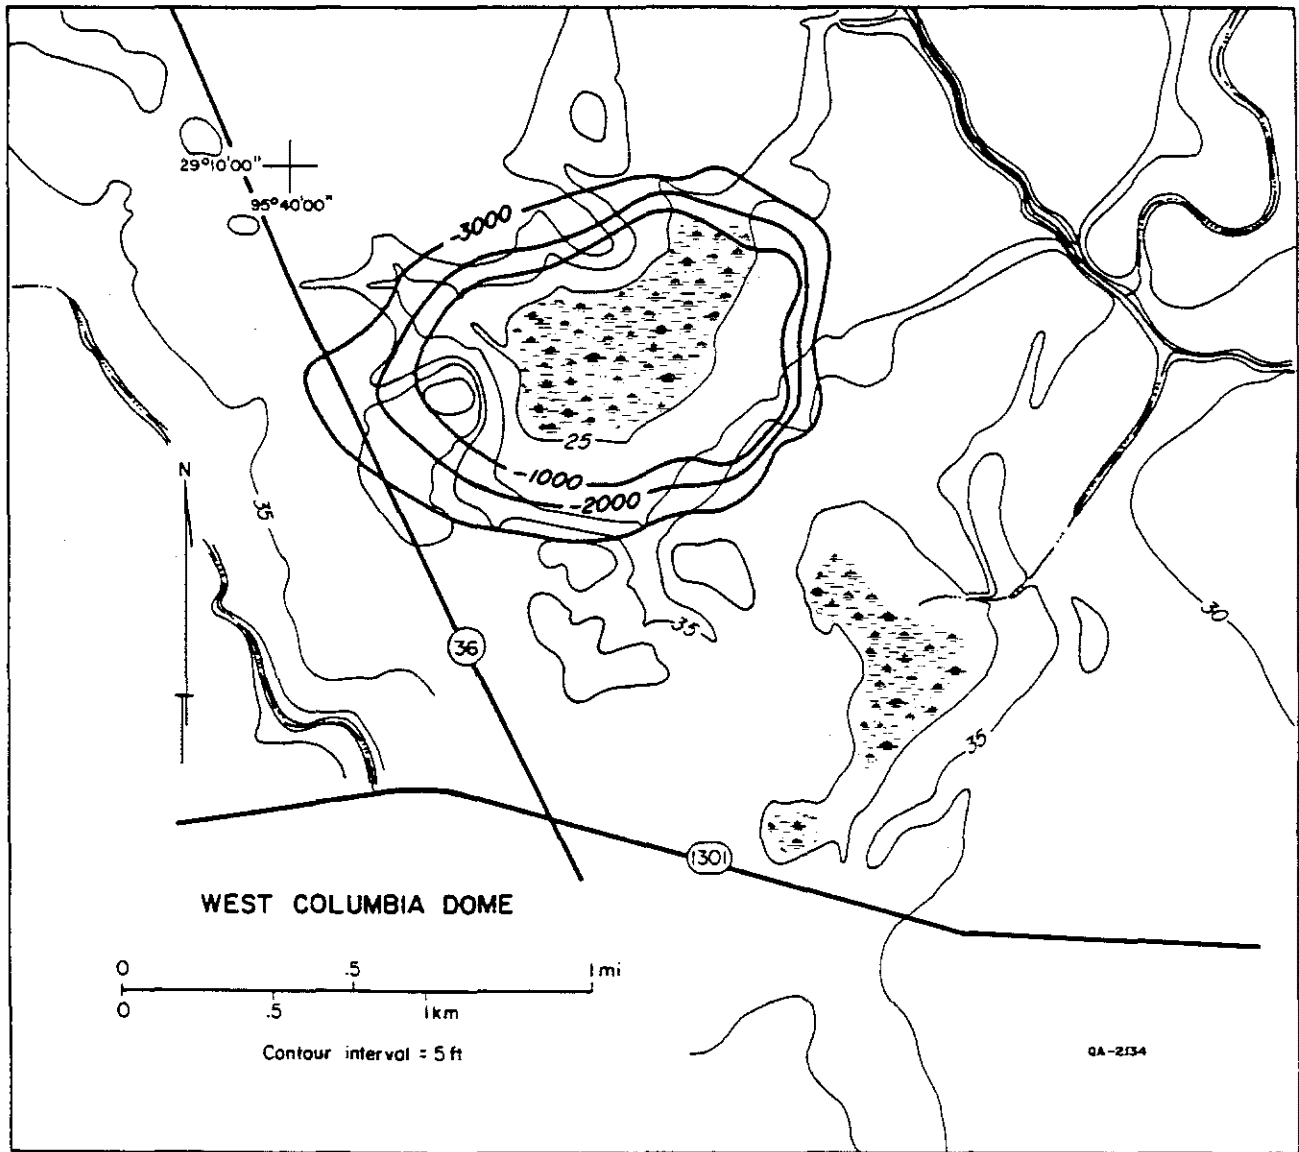 29°10'00"
95°40'00"
-3000
25
-1000
-2000
N
35
35
30
36
35
1301
WEST COLUMBIA DOME
0 .5 1 mi
0 .5 1 km
Contour interval = 5 ft
QA-2134